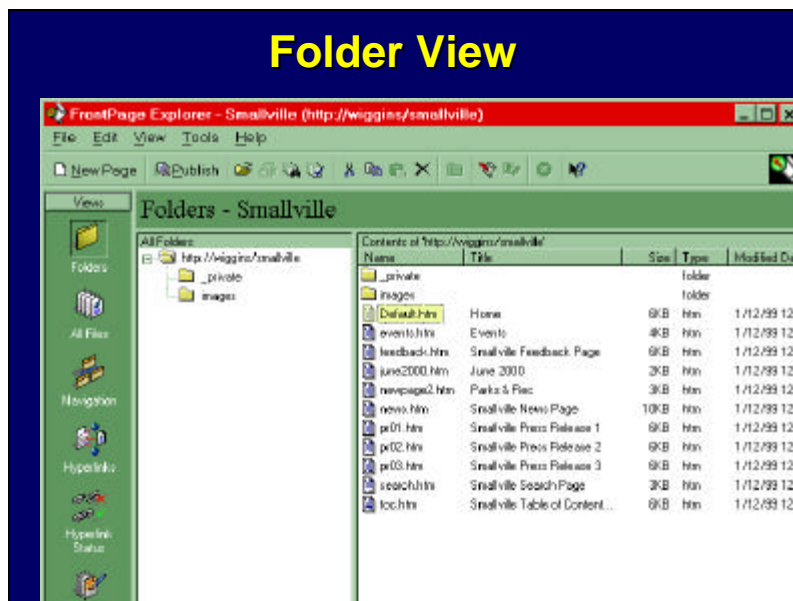 Folder View
FrontPage Explorer - Smallville (http://wiggins/smallville)
File Edit View Tools Help
New Page Publish
Views
Folders - Smallville
Folders
All Files
Navigation
Hyperlinks
Hyperlink
Status
All Folders
http://wiggins/smallville
_private
images
Contents of 'http://wiggins/smallville'
Name Title Size Type Modified Da
_private folder
images folder
Default.htm Home 6KB htm 1/12/99 12
events.htm Events 4KB htm 1/12/99 12
feedback.htm Smallville Feedback Page 6KB htm 1/12/99 12
june2000.htm June 2000 2KB htm 1/12/99 12
newpage2.htm Parks & Rec 3KB htm 1/12/99 12
news.htm Smallville News Page 10KB htm 1/12/99 12
pr01.htm Smallville Press Release 1 6KB htm 1/12/99 12
pr02.htm Smallville Press Release 2 6KB htm 1/12/99 12
pr03.htm Smallville Press Release 3 6KB htm 1/12/99 12
search.htm Smallville Search Page 3KB htm 1/12/99 12
toc.htm Smallville Table of Content... 6KB htm 1/12/99 12